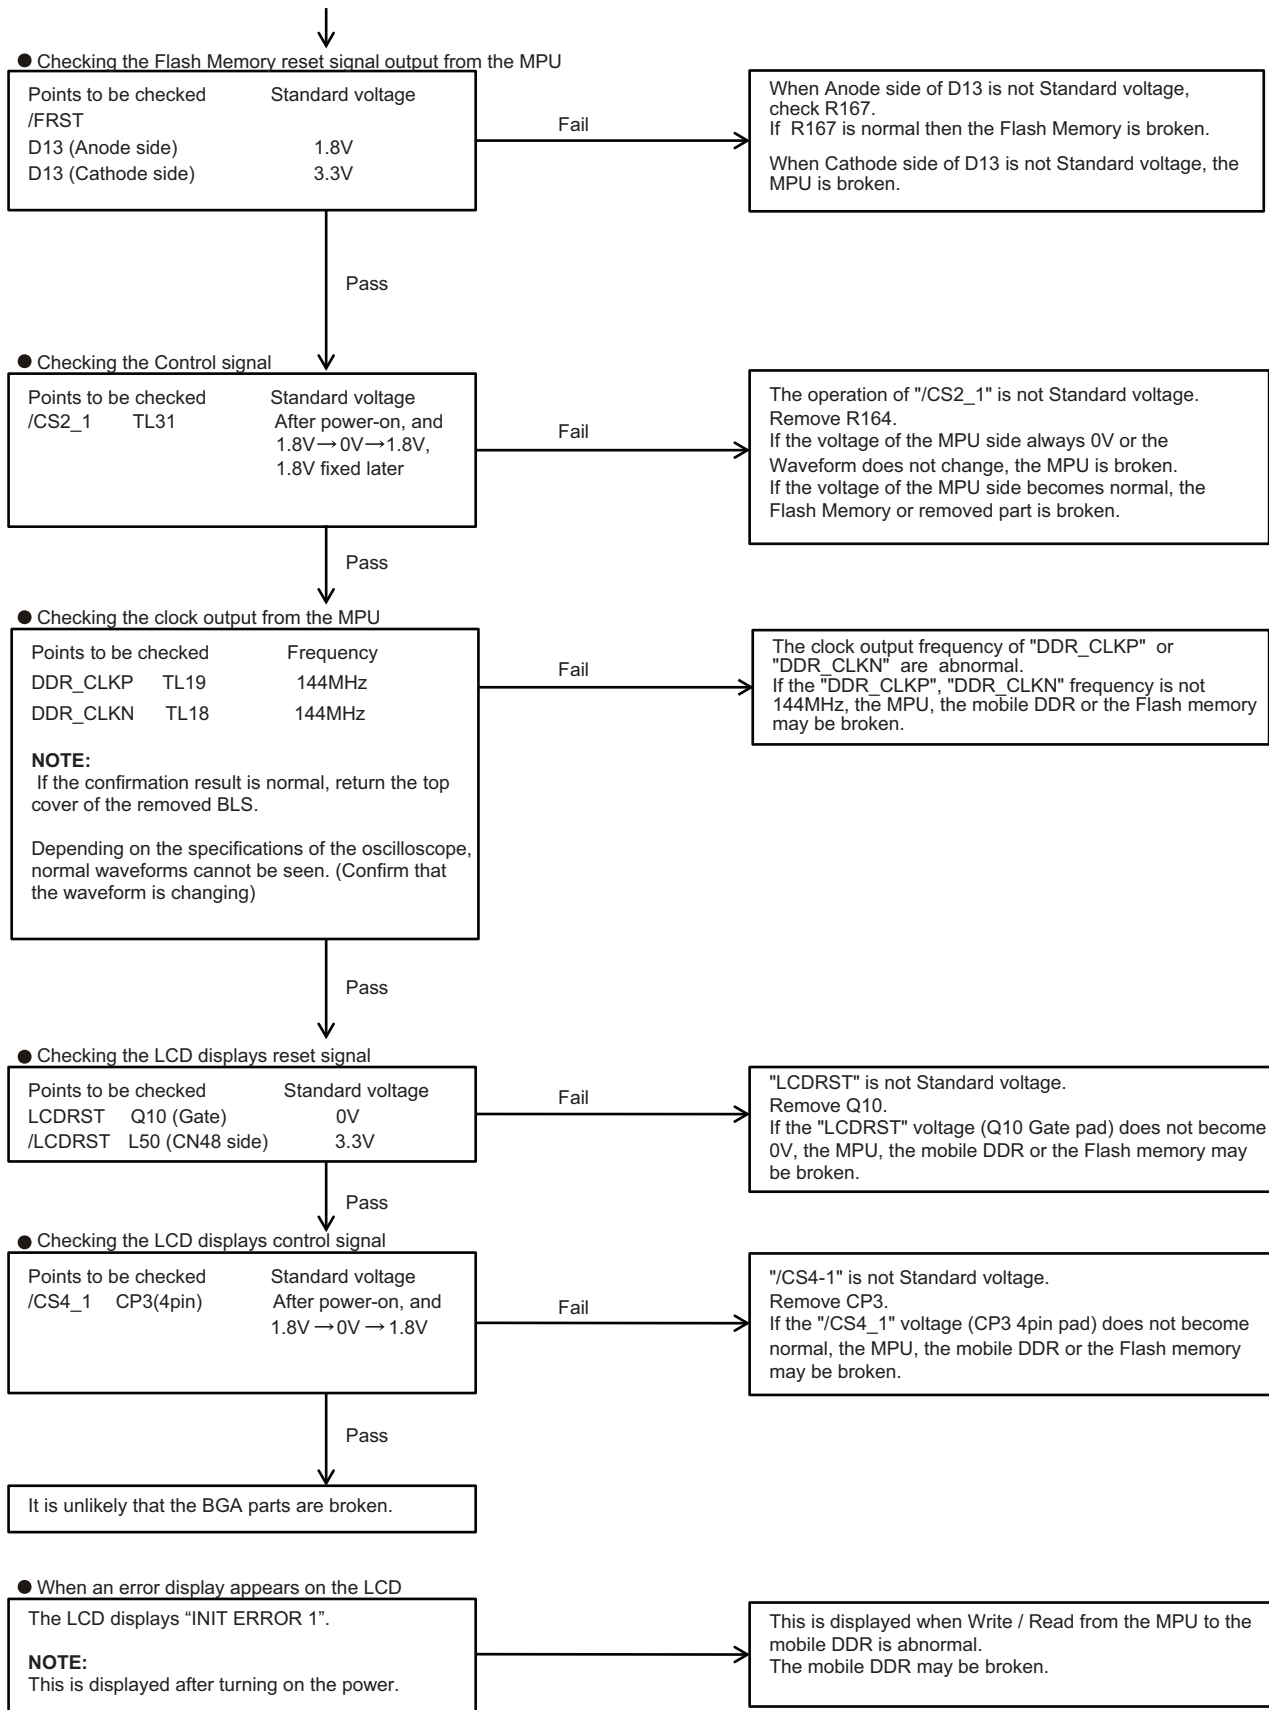 ● Checking the Flash Memory reset signal output from the MPU
Points to be checked Standard voltage
/FRST
D13 (Anode side) 1.8V
D13 (Cathode side) 3.3V
Fail
When Anode side of D13 is not Standard voltage,
check R167.
If R167 is normal then the Flash Memory is broken.
When Cathode side of D13 is not Standard voltage, the
MPU is broken.
Pass
● Checking the Control signal
Points to be checked Standard voltage
/CS2_1 TL31 After power-on, and
1.8V→0V→1.8V,
1.8V fixed later
Fail
The operation of "/CS2_1" is not Standard voltage.
Remove R164.
If the voltage of the MPU side always 0V or the
Waveform does not change, the MPU is broken.
If the voltage of the MPU side becomes normal, the
Flash Memory or removed part is broken.
Pass
● Checking the clock output from the MPU
Points to be checked Frequency
DDR_CLKP TL19 144MHz
DDR_CLKN TL18 144MHz
NOTE:
If the confirmation result is normal, return the top
cover of the removed BLS.
Depending on the specifications of the oscilloscope,
normal waveforms cannot be seen. (Confirm that
the waveform is changing)
Fail
The clock output frequency of "DDR_CLKP" or
"DDR_CLKN" are abnormal.
If the "DDR_CLKP", "DDR_CLKN" frequency is not
144MHz, the MPU, the mobile DDR or the Flash memory
may be broken.
Pass
● Checking the LCD displays reset signal
Points to be checked Standard voltage
LCDRST Q10 (Gate) 0V
/LCDRST L50 (CN48 side) 3.3V
Fail
"LCDRST" is not Standard voltage.
Remove Q10.
If the "LCDRST" voltage (Q10 Gate pad) does not become
0V, the MPU, the mobile DDR or the Flash memory may
be broken.
Pass
● Checking the LCD displays control signal
Points to be checked Standard voltage
/CS4_1 CP3(4pin) After power-on, and
1.8V→0V→1.8V
Fail
"/CS4-1" is not Standard voltage.
Remove CP3.
If the "/CS4_1" voltage (CP3 4pin pad) does not become
normal, the MPU, the mobile DDR or the Flash memory
may be broken.
Pass
It is unlikely that the BGA parts are broken.
● When an error display appears on the LCD
The LCD displays “INIT ERROR 1”.
NOTE:
This is displayed after turning on the power.
This is displayed when Write / Read from the MPU to the
mobile DDR is abnormal.
The mobile DDR may be broken.